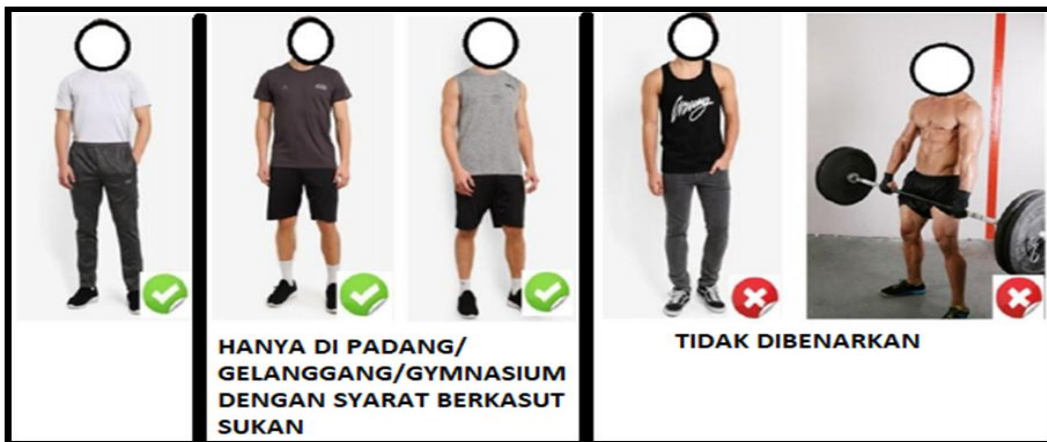 HANYA DI PADANG/
GELANGGANG/GYMNASIUM
DENGAN SYARAT BERKASUT
SUKAN
TIDAK DIBENARKAN